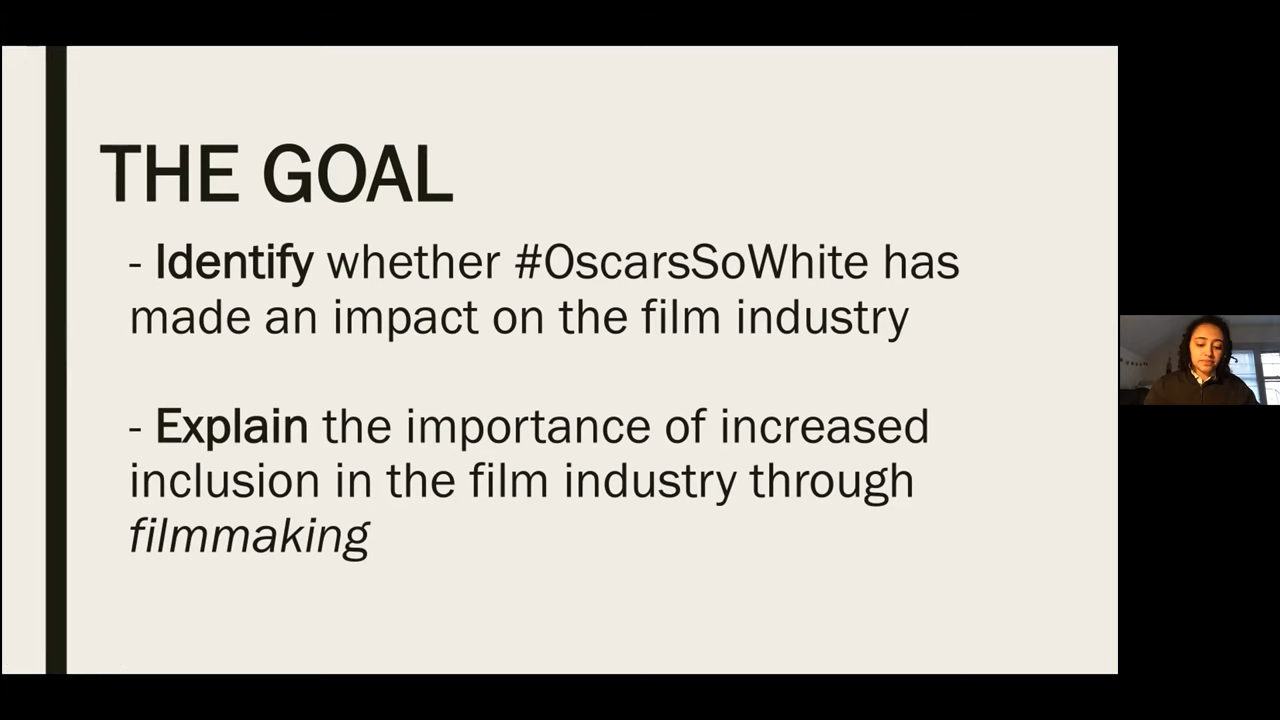 THE GOAL
- Identify whether #OscarsSoWhite has
made an impact on the film industry
- Explain the importance of increased
inclusion in the film industry through
filmmaking